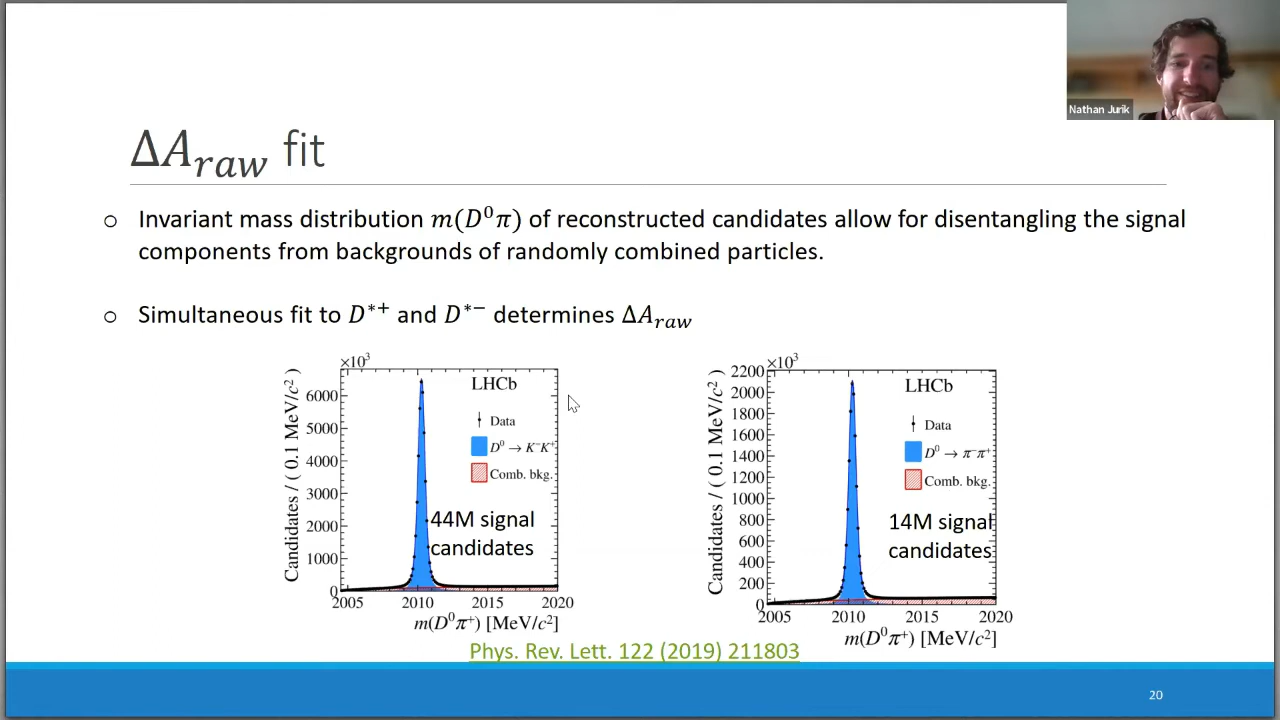 Nathan Jurik
ΔA_raw fit
o Invariant mass distribution m(D⁰π) of reconstructed candidates allow for disentangling the signal
components from backgrounds of randomly combined particles.
o Simultaneous fit to D*⁺ and D*⁻ determines ΔA_raw
×10³
Candidates / ( 0.1 MeV/c² )
6000
5000
4000
3000
2000
1000
0
LHCb
Data
D⁰ → K⁻K⁺
Comb. bkg.
44M signal
candidates
2005 2010 2015 2020
m(D⁰π⁺) [MeV/c²]
×10³
Candidates / ( 0.1 MeV/c² )
2200
2000
1800
1600
1400
1200
1000
800
600
400
200
0
LHCb
Data
D⁰ → π⁻π⁺
Comb. bkg.
14M signal
candidates
2005 2010 2015 2020
m(D⁰π⁺) [MeV/c²]
Phys. Rev. Lett. 122 (2019) 211803
20